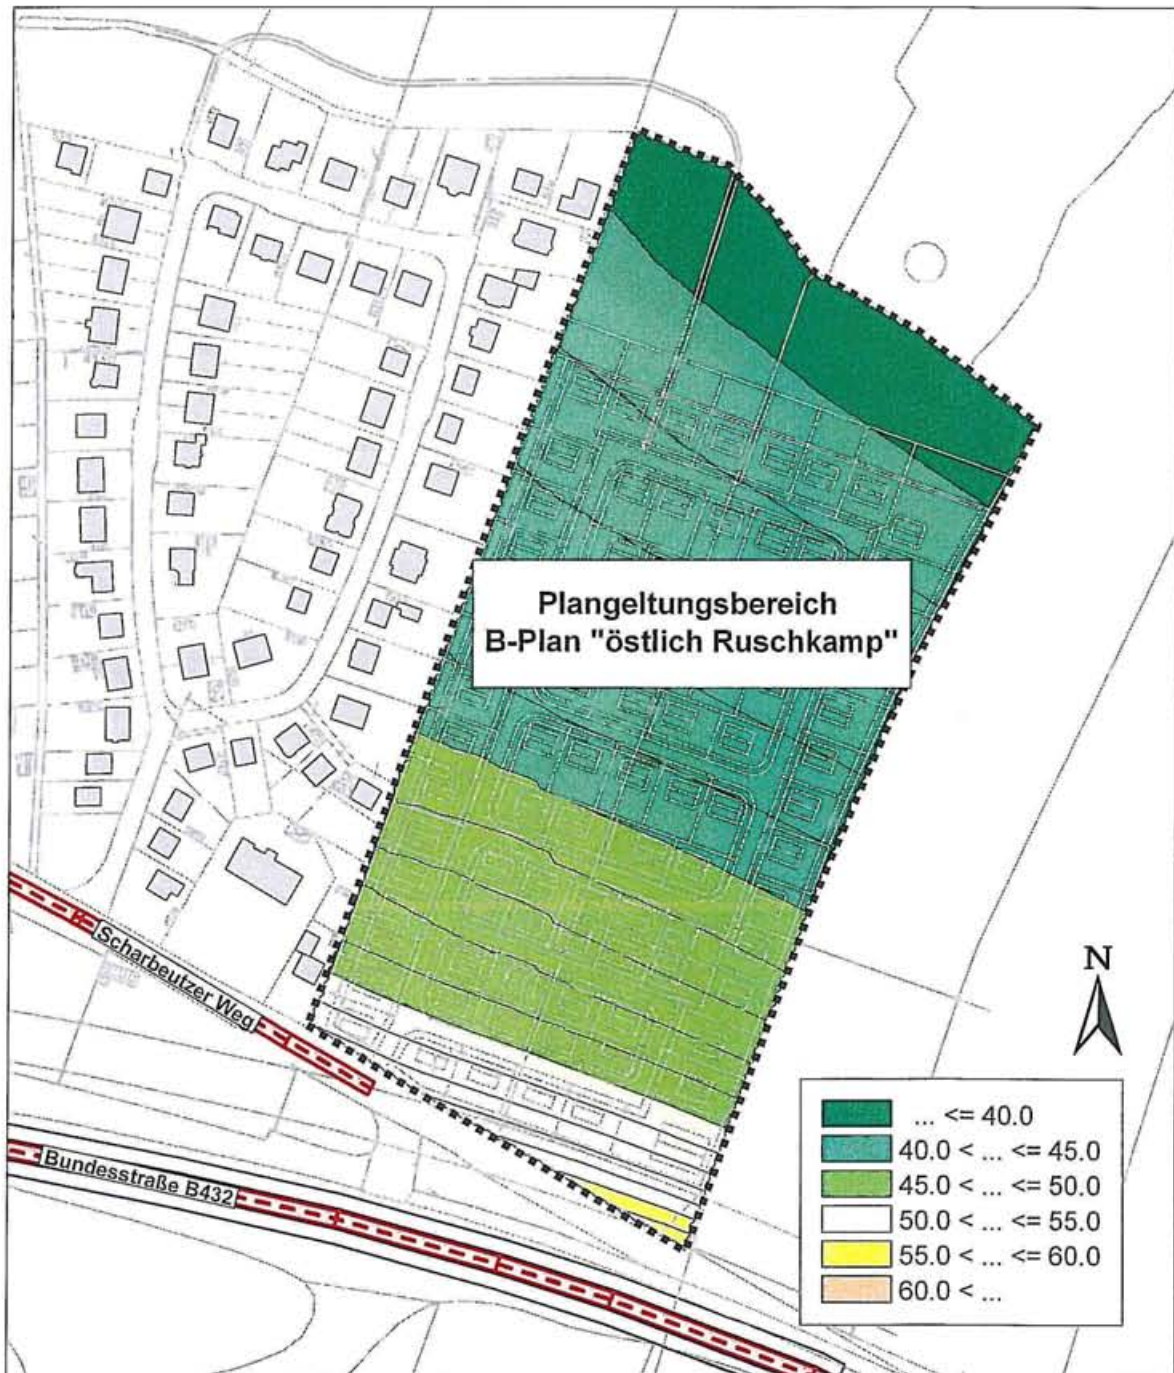 Plangeltungsbereich
B-Plan "östlich Ruschkamp"
Scharbeutzer Weg
Bundesstraße B432
N
... <= 40.0
40.0 < ... <= 45.0
45.0 < ... <= 50.0
50.0 < ... <= 55.0
55.0 < ... <= 60.0
60.0 < ...